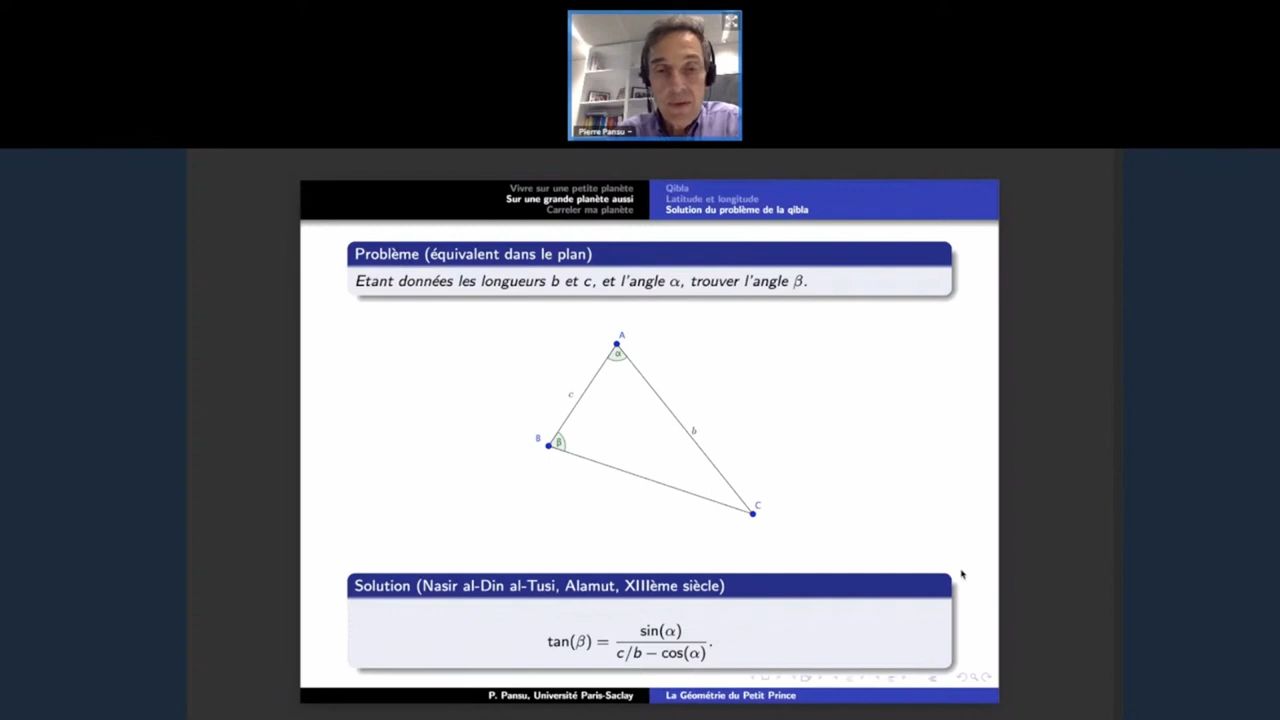 Pierre Pansu
Vivre sur une petite planète
Sur une grande planète aussi
Carreler ma planète
Qibla
Latitude et longitude
Solution du problème de la qibla
Problème (équivalent dans le plan)
Etant données les longueurs b et c, et l'angle α, trouver l'angle β.
A
α
c
b
B
β
C
Solution (Nasir al-Din al-Tusi, Alamut, XIIIème siècle)
tan(β) = sin(α) / (c/b − cos(α)).
P. Pansu, Université Paris-Saclay
La Géométrie du Petit Prince